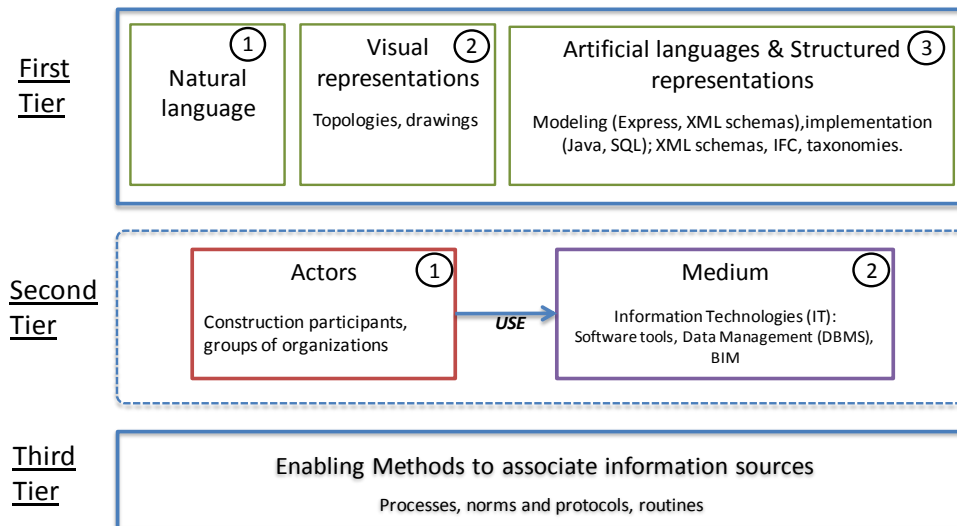 First
Tier
1
Natural
language
2
Visual
representations
Topologies, drawings
3
Artificial languages & Structured
representations
Modeling (Express, XML schemas),implementation
(Java, SQL); XML schemas, IFC, taxonomies.
Second
Tier
Actors
1
Construction participants,
groups of organizations
USE
Medium
2
Information Technologies (IT):
Software tools, Data Management (DBMS),
BIM
Third
Tier
Enabling Methods to associate information sources
Processes, norms and protocols, routines